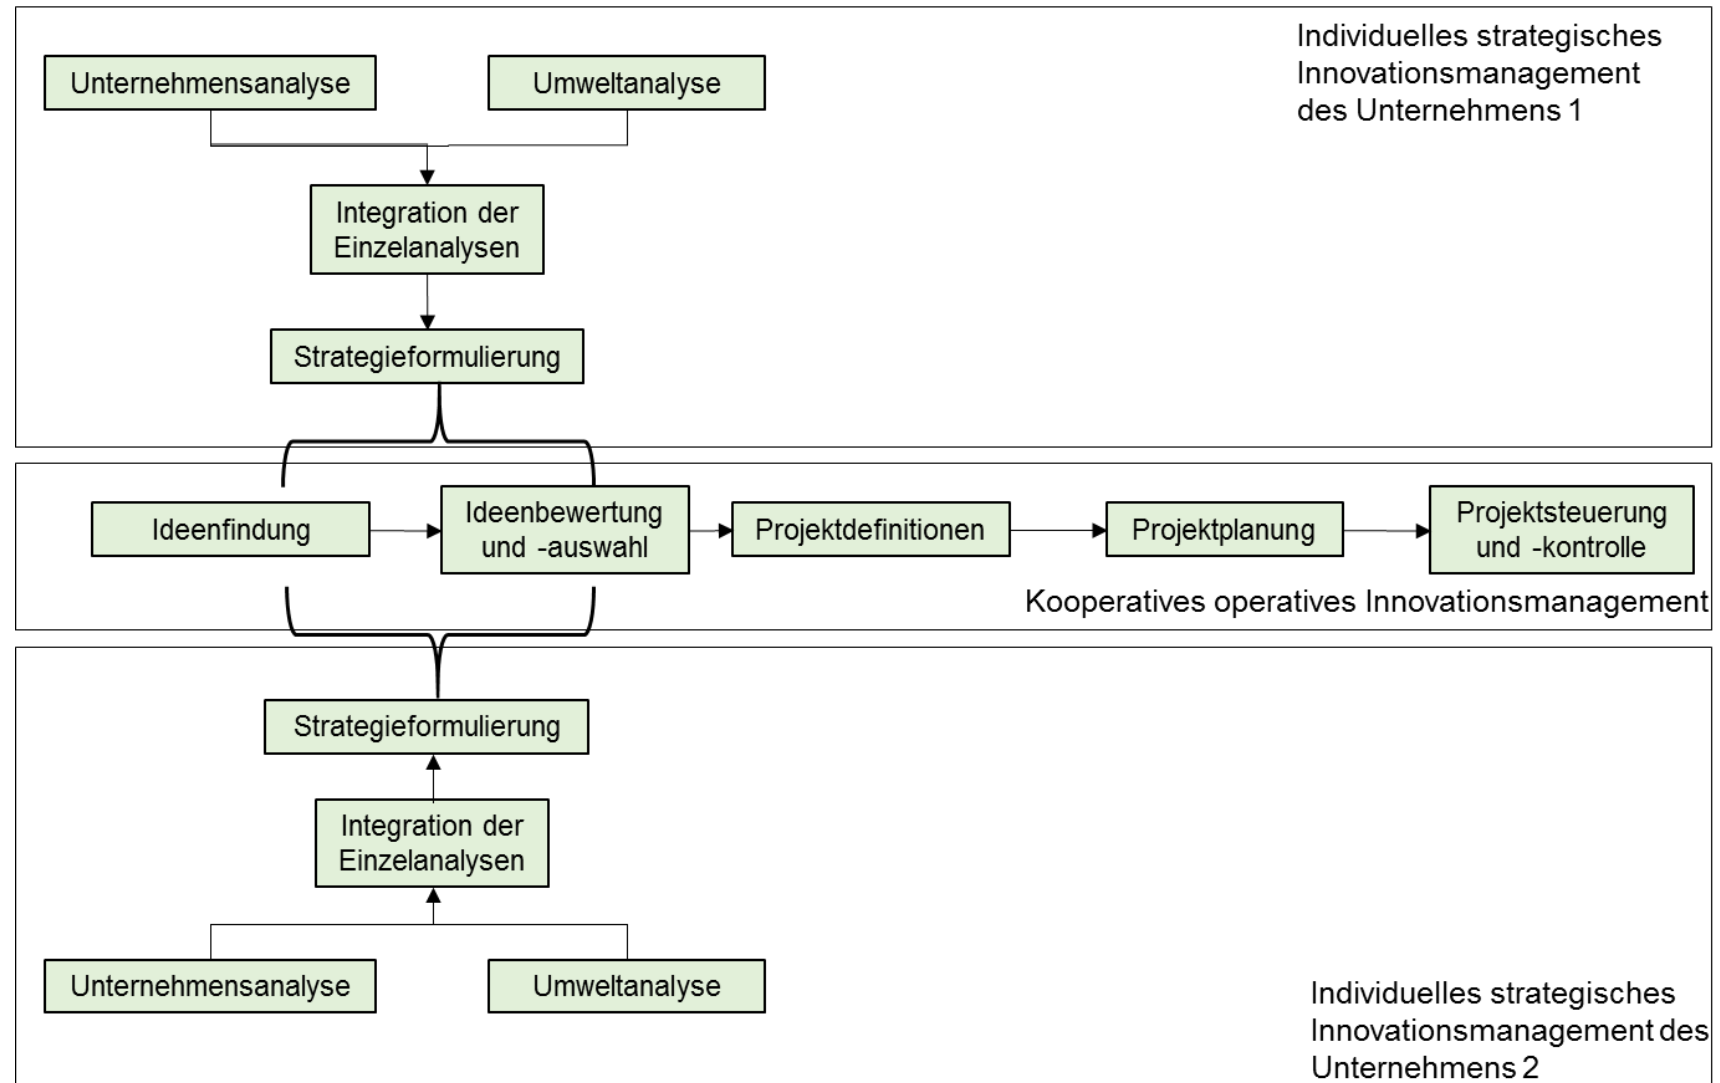 Individuelles strategisches
Innovationsmanagement
des Unternehmens 1
Unternehmensanalyse
Umweltanalyse
Integration der
Einzelanalysen
Strategieformulierung
Ideenfindung
Ideenbewertung
und -auswahl
Projektdefinitionen
Projektplanung
Projektsteuerung
und -kontrolle
Kooperatives operatives Innovationsmanagement
Strategieformulierung
Integration der
Einzelanalysen
Unternehmensanalyse
Umweltanalyse
Individuelles strategisches
Innovationsmanagement des
Unternehmens 2